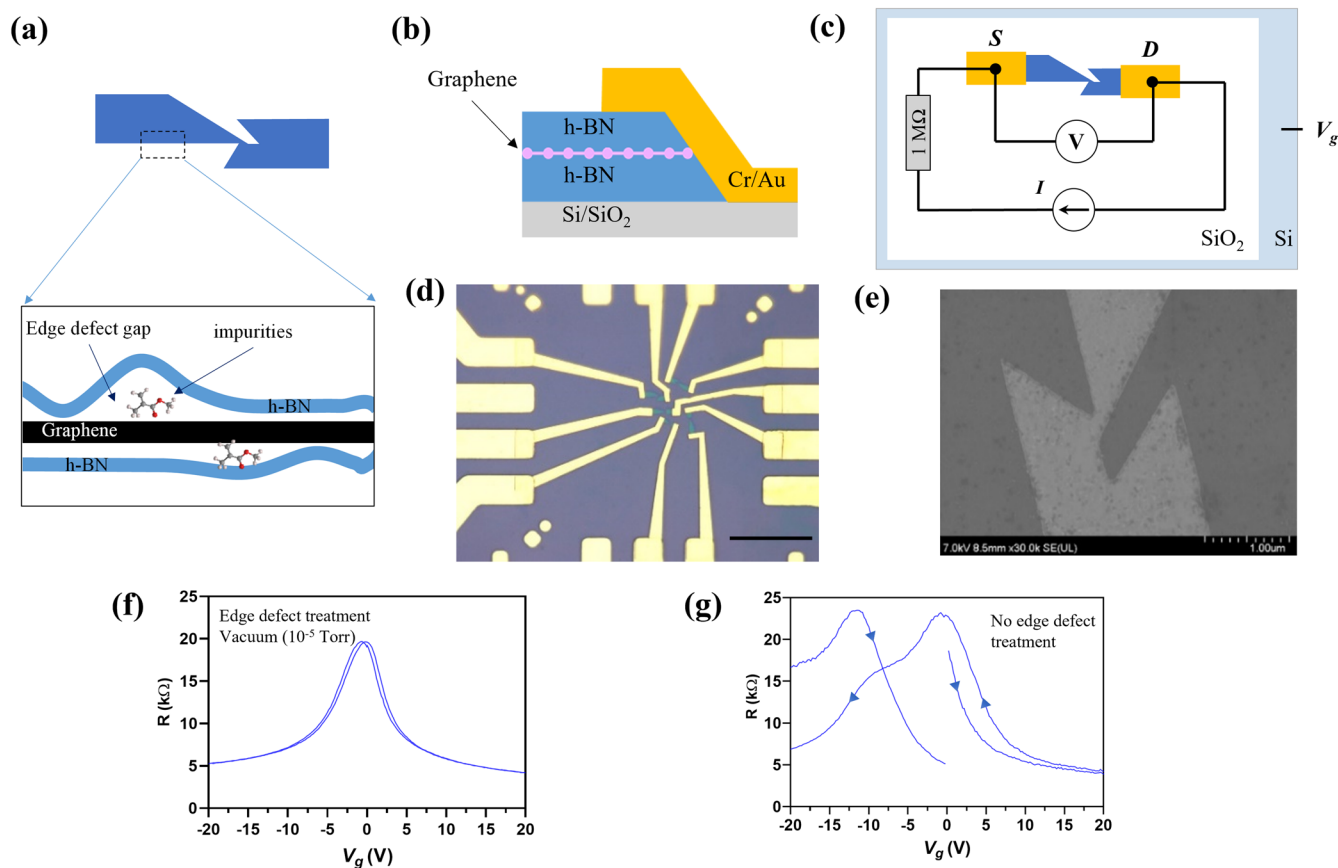 (a)
Edge defect gap
impurities
h-BN
Graphene
h-BN
(b)
Graphene
h-BN
h-BN
Cr/Au
Si/SiO2
(c)
S
D
1 MΩ
V
I
Vg
SiO2
Si
(d)
(e)
7.0kV 8.5mm x30.0k SE(UL)
1.00um
(f)
Edge defect treatment
Vacuum (10-5 Torr)
R (kΩ)
25
20
15
10
5
0
-20 -15 -10 -5 0 5 10 15 20
Vg (V)
(g)
No edge defect
treatment
R (kΩ)
25
20
15
10
5
0
-20 -15 -10 -5 0 5 10 15 20
Vg (V)